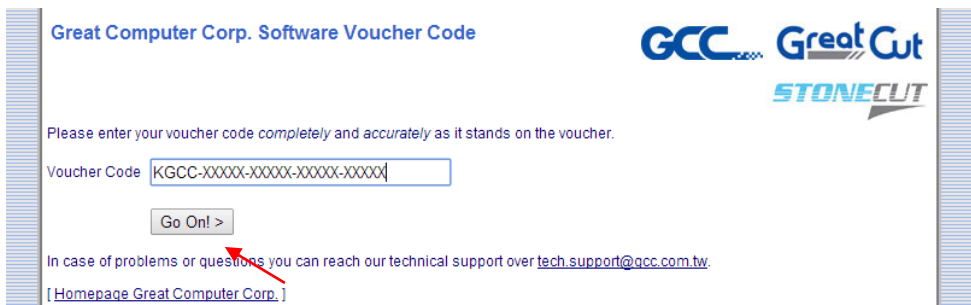 Great Computer Corp. Software Voucher Code
GCC GreatCut
STONECUT
Please enter your voucher code completely and accurately as it stands on the voucher.
Voucher Code KGCC-XXXXX-XXXXX-XXXXX-XXXXX
Go On! >
In case of problems or questions you can reach our technical support over tech.support@gcc.com.tw.
[ Homepage Great Computer Corp. ]